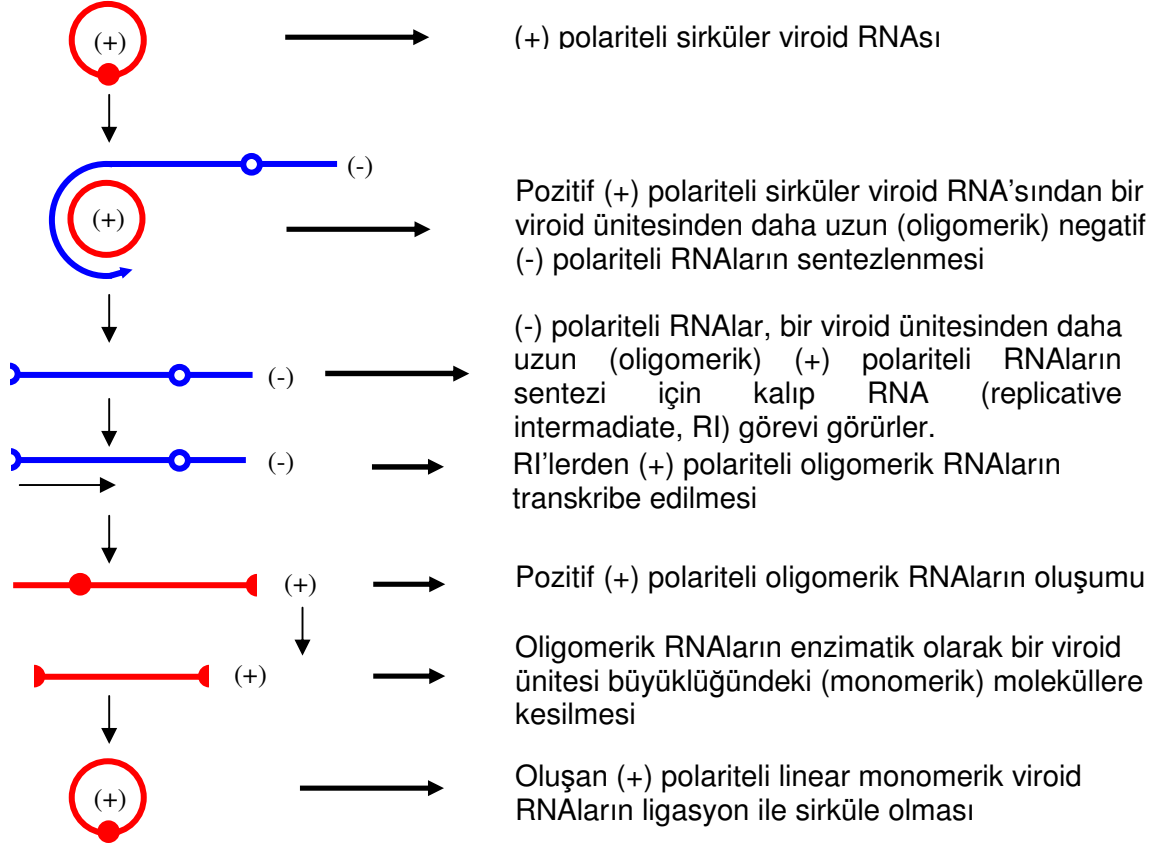 (+)
(+) polariteli sirküler viroid RNAsı
(-)
(+)
Pozitif (+) polariteli sirküler viroid RNA’sından bir
viroid ünitesinden daha uzun (oligomerik) negatif
(-) polariteli RNAların sentezlenmesi
(-)
(-) polariteli RNAlar, bir viroid ünitesinden daha
uzun (oligomerik) (+) polariteli RNAların
sentezi için kalıp RNA (replicative
intermadiate, RI) görevi görürler.
(-)
RI’lerden (+) polariteli oligomerik RNAların
transkribe edilmesi
(+)
Pozitif (+) polariteli oligomerik RNAların oluşumu
(+)
Oligomerik RNAların enzimatik olarak bir viroid
ünitesi büyüklüğündeki (monomerik) moleküllere
kesilmesi
(+)
Oluşan (+) polariteli linear monomerik viroid
RNAların ligasyon ile sirküle olması